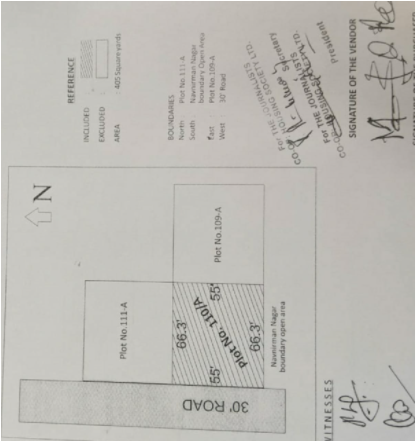 REFERENCE
INCLUDED :
EXCLUDED :
AREA : 405 Square yards
BOUNDARIES
North : Plot No.111-A
South : Navnirman Nagar
boundary Open Area
East : Plot No.109-A
West : 30' Road
For THE JOURNALISTS
CO-OP HOUSING SOCIETY LTD.
Secretary
For THE JOURNALISTS
CO-OP HOUSING LTD.
President
SIGNATURE OF THE VENDOR
N
Plot No.111-A
Plot No.109-A
66.3'
55'
Plot No. 110/A
55'
66.3'
Navnirman Nagar
boundary open area
30' ROAD
WITNESSES